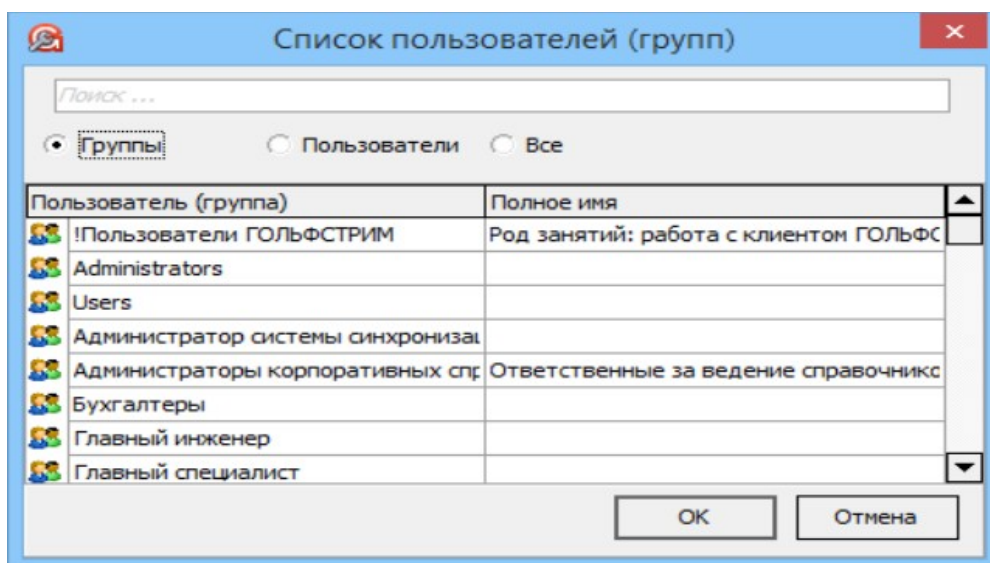 Список пользователей (групп)
Поиск ...
Группы Пользователи Все
Пользователь (группа) Полное имя
!Пользователи ГОЛЬФСТРИМ Род занятий: работа с клиентом ГОЛЬФС
Administrators
Users
Администратор системы синхронизац
Администраторы корпоративных спр Ответственные за ведение справочнико
Бухгалтеры
Главный инженер
Главный специалист
OK Отмена